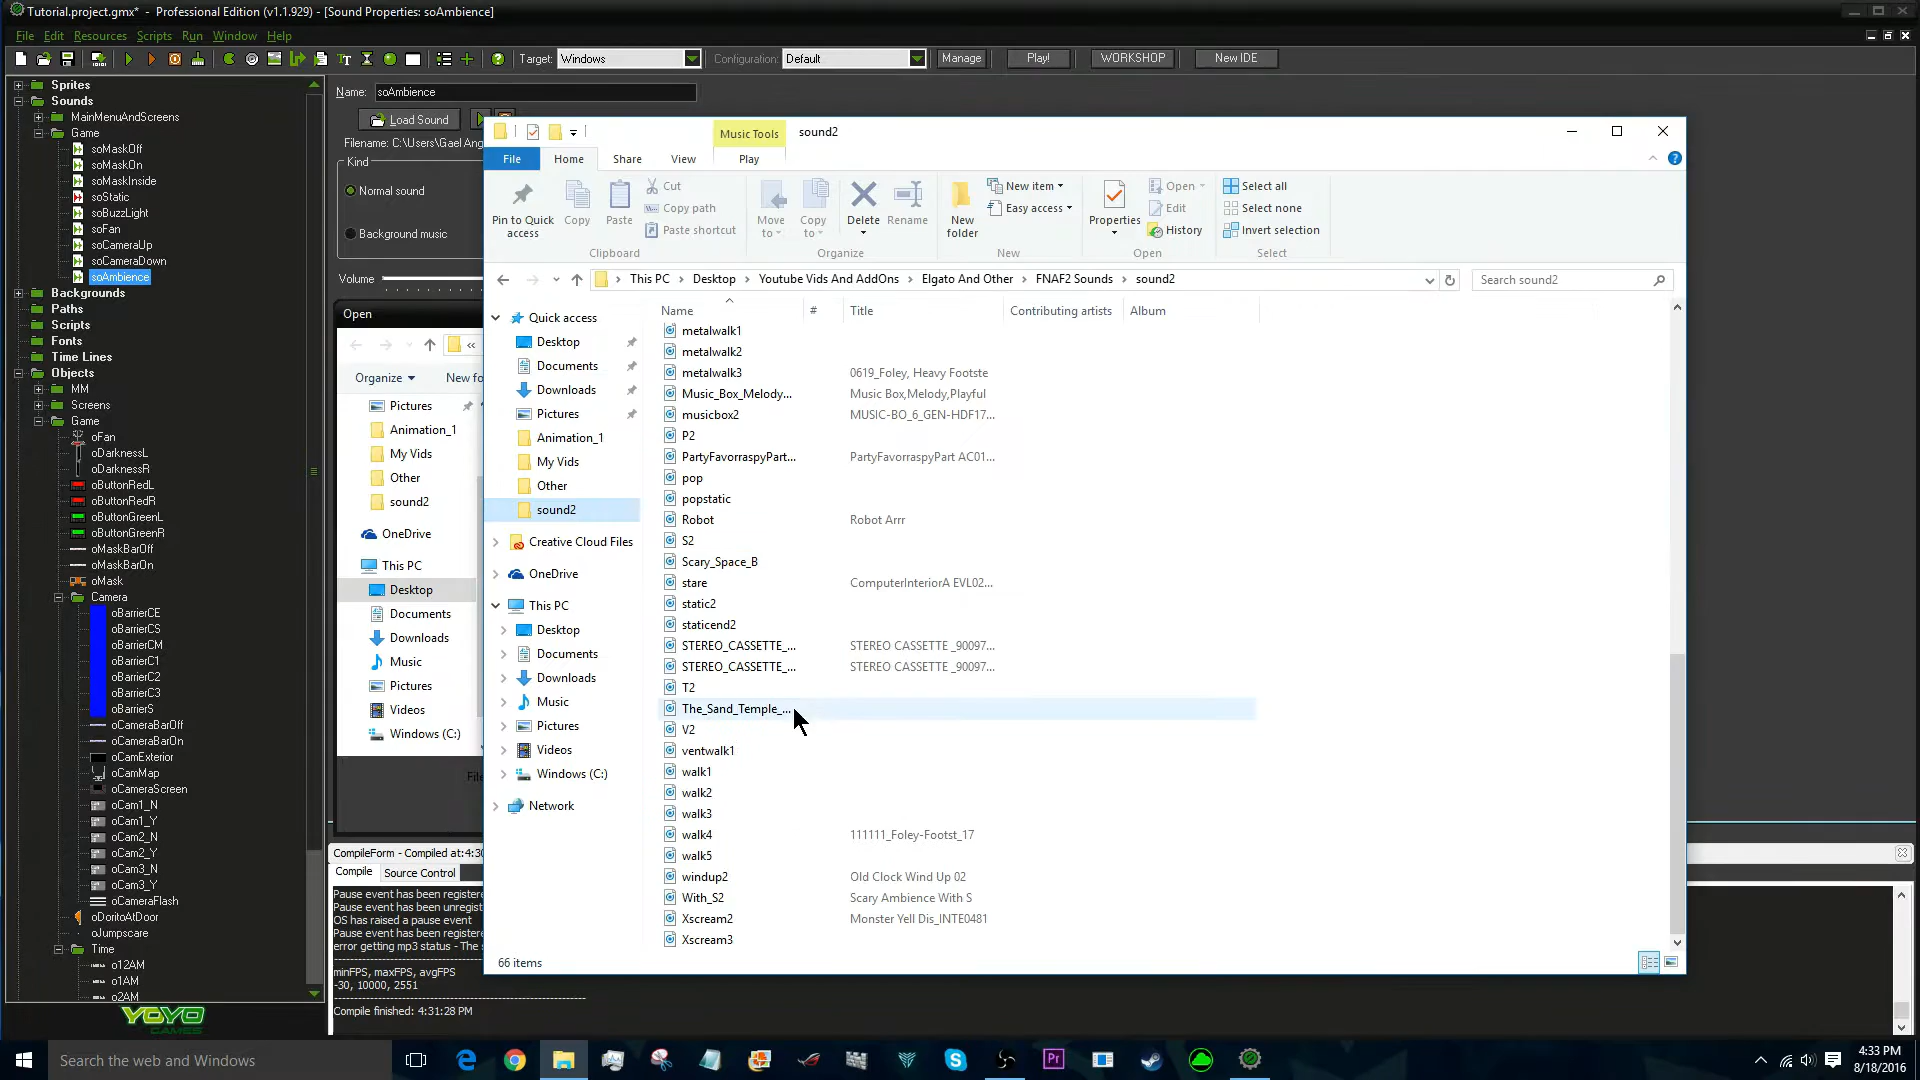 Tutorial.project.gmx* - Professional Edition (v1.1.929) - [Sound Properties: soAmbience]
File Edit Resources Scripts Run Window Help
Target: Windows Configuration: Default Manage Play! WORKSHOP New IDE
Sprites
Sounds
MainMenuAndScreens
Game
soMaskOff
soMaskOn
soMaskInside
soStatic
soBuzzLight
soFan
soCameraUp
soCameraDown
soAmbience
Backgrounds
Paths
Scripts
Fonts
Time Lines
Objects
MM
Screens
Game
oFan
oDarknessL
oDarknessR
oButtonRedL
oButtonRedR
oButtonGreenL
oButtonGreenR
oMaskBarOff
oMaskBarOn
oMask
Camera
oBarrierCE
oBarrierCS
oBarrierCM
oBarrierC1
oBarrierC2
oBarrierC3
oBarrierS
oCameraBarOff
oCameraBarOn
oCamExterior
oCamMap
oCameraScreen
oCam1_N
oCam1_Y
oCam2_N
oCam2_Y
oCam3_N
oCam3_Y
oCameraFlash
oDoritoAtDoor
oJumpscare
Time
o12AM
o1AM
o2AM
YOYO
GAMES
Name: soAmbience
Load Sound
Filename: C:\Users\Gael Ang
Kind
Normal sound
Background music
Volume
Open
«
Organize New fo
Pictures
Animation_1
My Vids
Other
sound2
OneDrive
This PC
Desktop
Documents
Downloads
Music
Pictures
Videos
Windows (C:)
File
CompileForm - Compiled at:4:30
Compile Source Control
Pause event has been registere
Pause event has been unregist
OS has raised a pause event
Pause event has been registere
error getting mp3 status - The s
minFPS, maxFPS, avgFPS
-30, 10000, 2551
Compile finished: 4:31:28 PM
Music Tools sound2
File Home Share View Play
Pin to Quick access
Copy
Paste
Cut
Copy path
Paste shortcut
Clipboard
Move to
Copy to
Delete
Rename
Organize
New folder
New item
Easy access
New
Properties
Open
Edit
History
Open
Select all
Select none
Invert selection
Select
This PC Desktop Youtube Vids And AddOns Elgato And Other FNAF2 Sounds sound2 Search sound2
Quick access
Desktop
Documents
Downloads
Pictures
Animation_1
My Vids
Other
sound2
Creative Cloud Files
OneDrive
This PC
Desktop
Documents
Downloads
Music
Pictures
Videos
Windows (C:)
Network
Name # Title Contributing artists Album
metalwalk1
metalwalk2
metalwalk3 0619_Foley, Heavy Footste
Music_Box_Melody... Music Box,Melody,Playful
musicbox2 MUSIC-BO_6_GEN-HDF17...
P2
PartyFavorraspyPart... PartyFavorraspyPart AC01...
pop
popstatic
Robot Robot Arrr
S2
Scary_Space_B
stare ComputerInteriorA EVL02...
static2
staticend2
STEREO_CASSETTE_... STEREO CASSETTE _90097...
STEREO_CASSETTE_... STEREO CASSETTE _90097...
T2
The_Sand_Temple_...
V2
ventwalk1
walk1
walk2
walk3
walk4 111111_Foley-Footst_17
walk5
windup2 Old Clock Wind Up 02
With_S2 Scary Ambience With S
Xscream2 Monster Yell Dis_INTE0481
Xscream3
66 items
Search the web and Windows
Pr
4:33 PM
8/18/2016